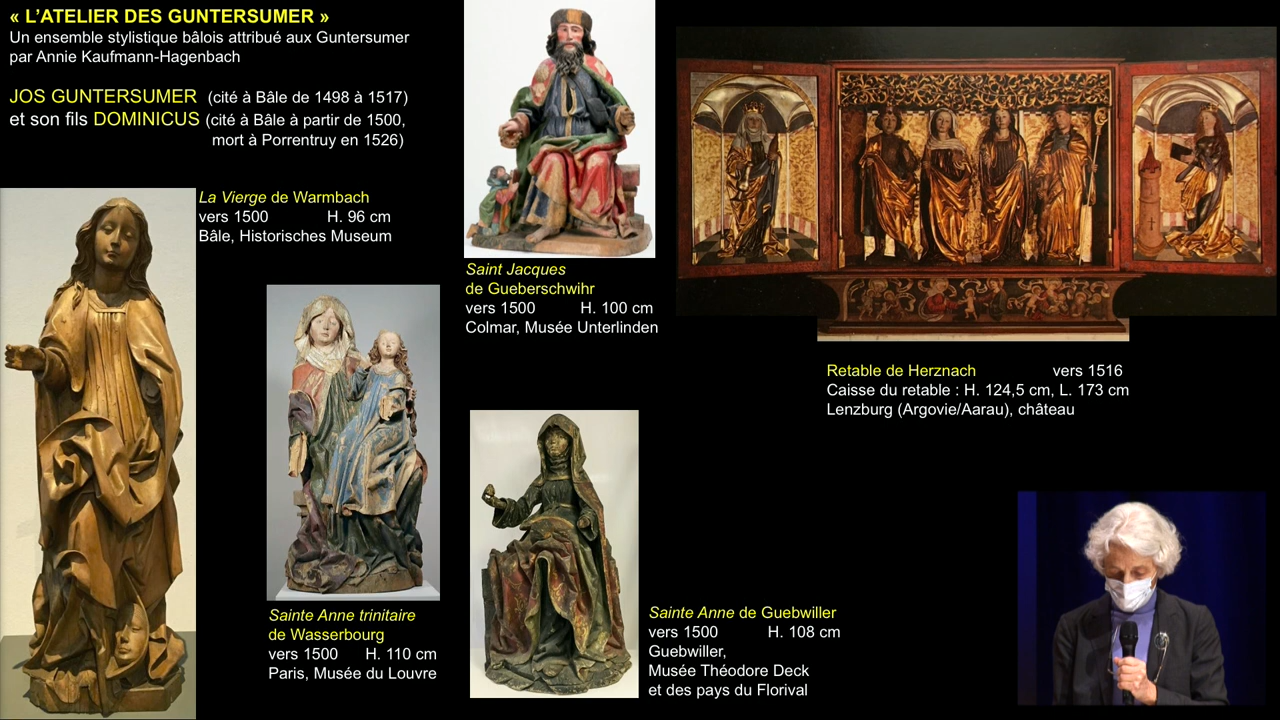 « L’ATELIER DES GUNTERSUMER »
Un ensemble stylistique bâlois attribué aux Guntersumer
par Annie Kaufmann-Hagenbach
JOS GUNTERSUMER (cité à Bâle de 1498 à 1517)
et son fils DOMINICUS (cité à Bâle à partir de 1500,
mort à Porrentruy en 1526)
La Vierge de Warmbach
vers 1500 H. 96 cm
Bâle, Historisches Museum
Saint Jacques
de Gueberschwihr
vers 1500 H. 100 cm
Colmar, Musée Unterlinden
Retable de Herznach vers 1516
Caisse du retable : H. 124,5 cm, L. 173 cm
Lenzburg (Argovie/Aarau), château
Sainte Anne trinitaire
de Wasserbourg
vers 1500 H. 110 cm
Paris, Musée du Louvre
Sainte Anne de Guebwiller
vers 1500 H. 108 cm
Guebwiller,
Musée Théodore Deck
et des pays du Florival